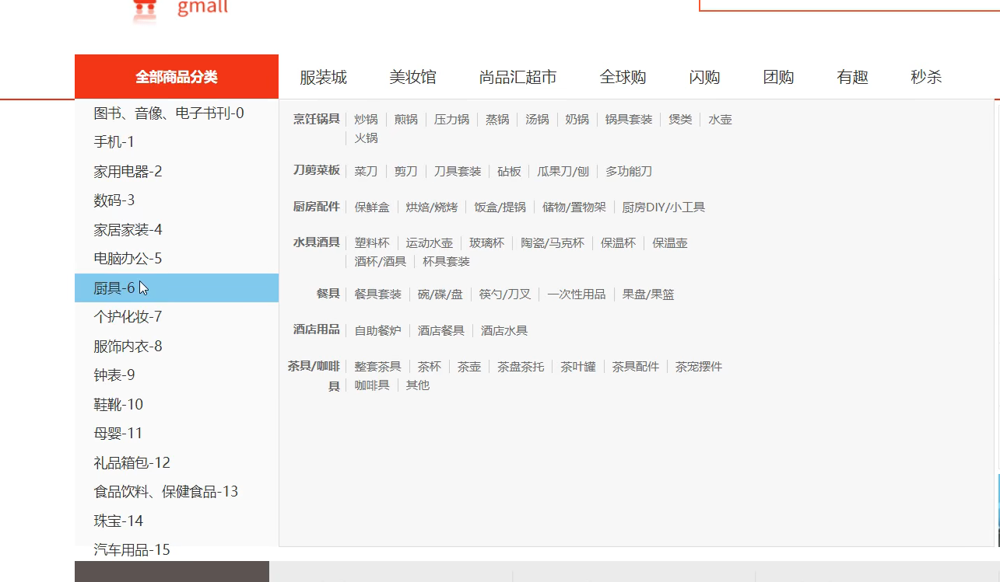 gmall
全部商品分类 服装城 美妆馆 尚品汇超市 全球购 闪购 团购 有趣 秒杀
图书、音像、电子书刊-0
手机-1
家用电器-2
数码-3
家居家装-4
电脑办公-5
厨具-6
个护化妆-7
服饰内衣-8
钟表-9
鞋靴-10
母婴-11
礼品箱包-12
食品饮料、保健食品-13
珠宝-14
汽车用品-15
烹饪锅具 炒锅 煎锅 压力锅 蒸锅 汤锅 奶锅 锅具套装 煲类 水壶
火锅
刀剪菜板 菜刀 剪刀 刀具套装 砧板 瓜果刀/刨 多功能刀
厨房配件 保鲜盒 烘焙/烧烤 饭盒/提锅 储物/置物架 厨房DIY/小工具
水具酒具 塑料杯 运动水壶 玻璃杯 陶瓷/马克杯 保温杯 保温壶
酒杯/酒具 杯具套装
餐具 餐具套装 碗/碟/盘 筷勺/刀叉 一次性用品 果盘/果篮
酒店用品 自助餐炉 酒店餐具 酒店水具
茶具/咖啡 整套茶具 茶杯 茶壶 茶盘茶托 茶叶罐 茶具配件 茶宠摆件
具 咖啡具 其他